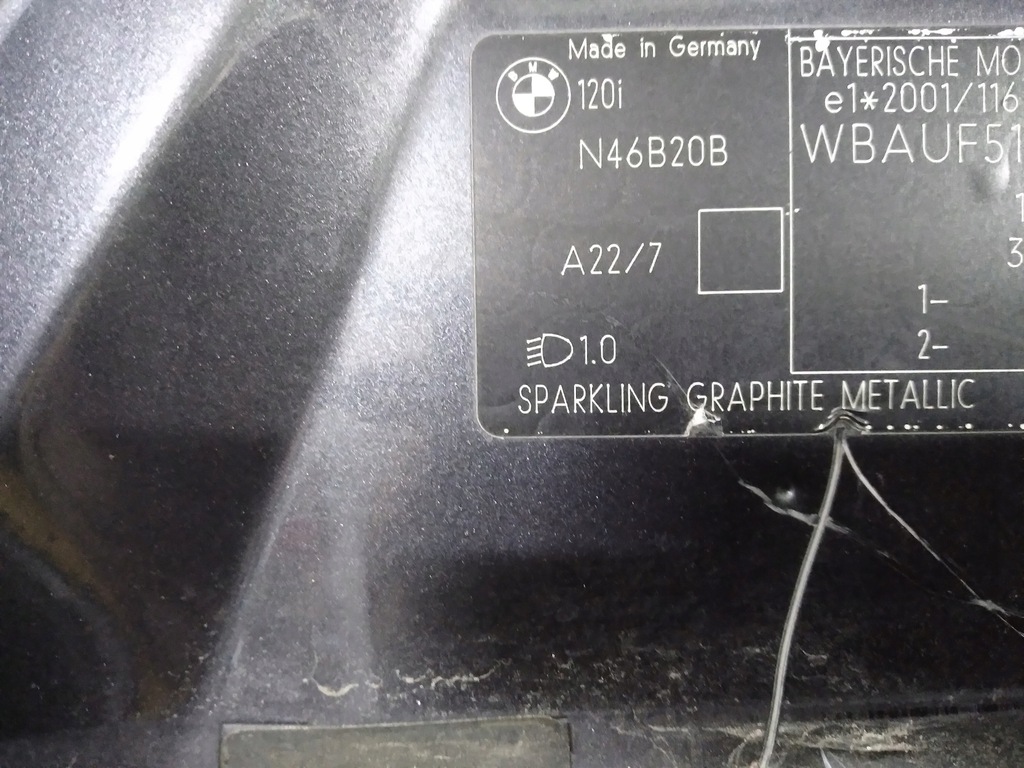 Made in Germany
BMW
120i
N46B20B
A22/7
1.0
SPARKLING GRAPHITE METALLIC
BAYERISCHE MO
e1*2001/116
WBAUF51
1
3
1-
2-